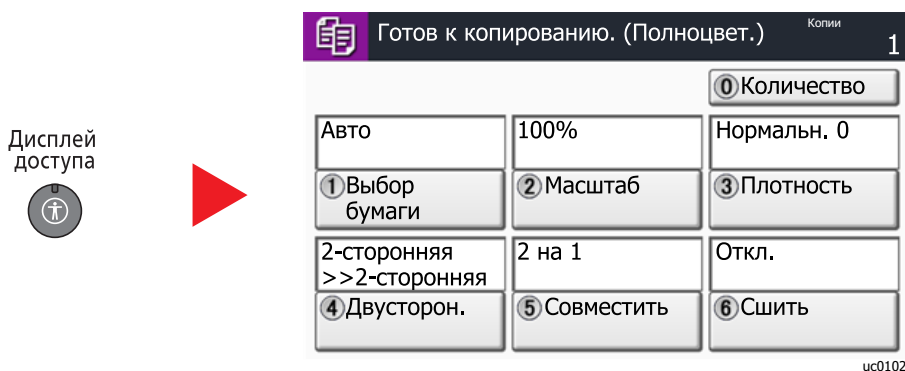 Готов к копированию. (Полноцвет.)
Копии
1
0 Количество
Дисплей
доступа
Авто
100%
Нормальн. 0
1 Выбор
бумаги
2 Масштаб
3 Плотность
2-сторонняя
>>2-сторонняя
2 на 1
Откл.
4 Двусторон.
5 Совместить
6 Сшить
uc0102